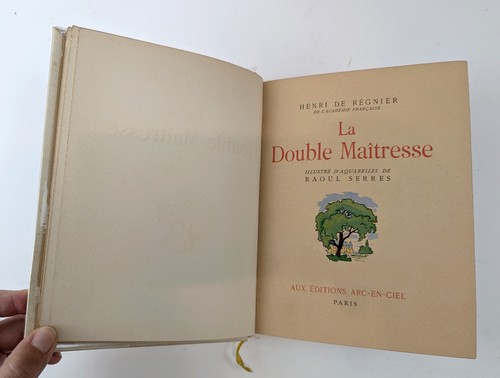 HENRI DE RÉGNIER
DE L'ACADÉMIE FRANÇAISE
La
Double Maîtresse
ILLUSTRÉ D'AQUARELLES DE
RAOUL SERRES
AUX ÉDITIONS ARC-EN-CIEL
PARIS